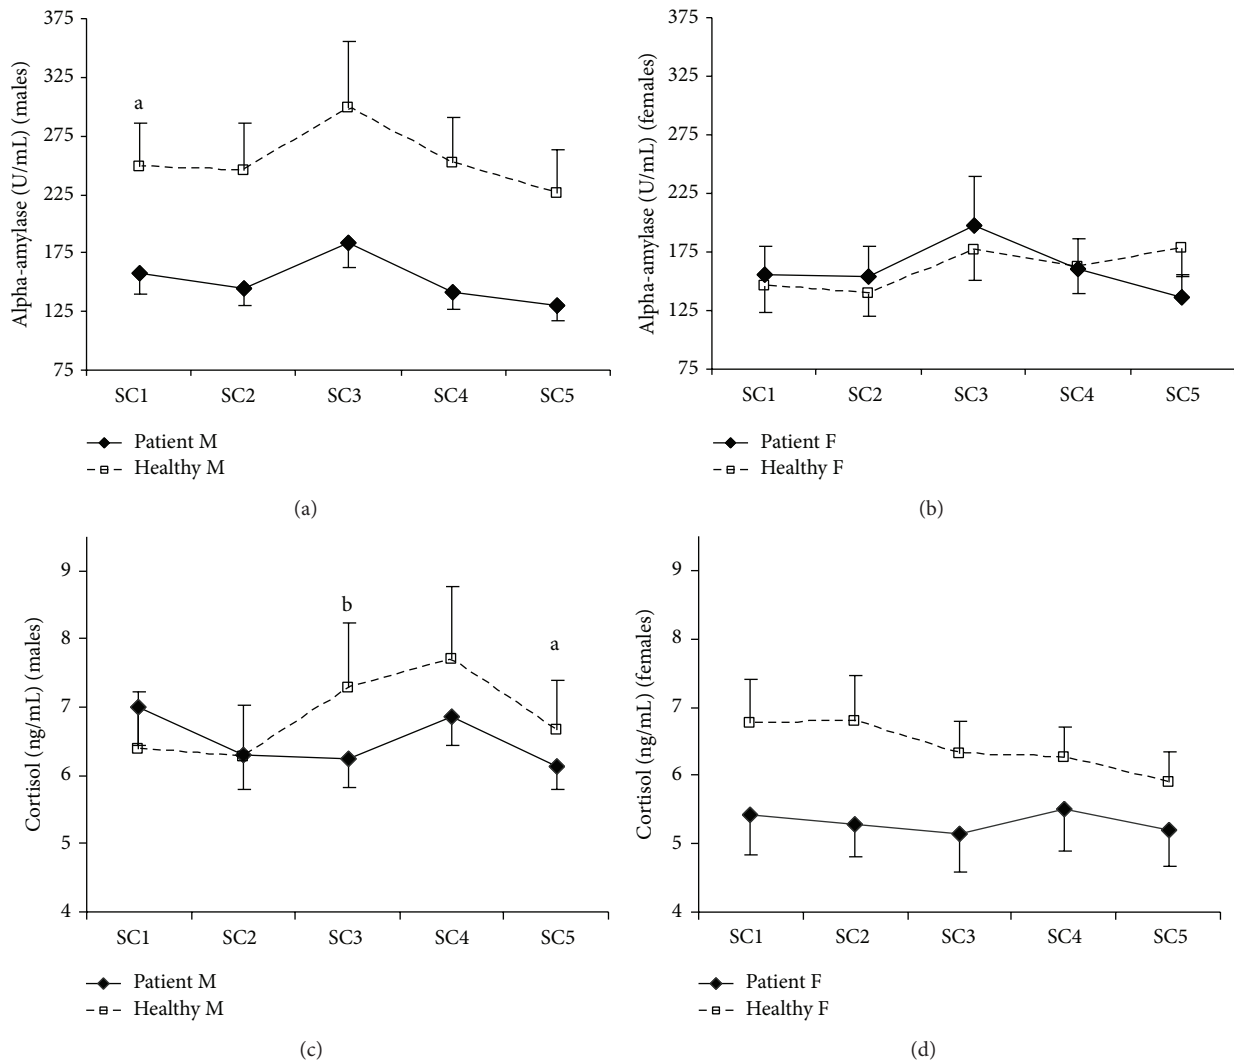 375
325
275
225
175
125
75
Alpha-amylase (U/mL) (males)
a
SC1 SC2 SC3 SC4 SC5
Patient M
Healthy M
(a)
375
325
275
225
175
125
75
Alpha-amylase (U/mL) (females)
SC1 SC2 SC3 SC4 SC5
Patient F
Healthy F
(b)
9
8
7
6
5
4
Cortisol (ng/mL) (males)
b
a
SC1 SC2 SC3 SC4 SC5
Patient M
Healthy M
(c)
9
8
7
6
5
4
Cortisol (ng/mL) (females)
SC1 SC2 SC3 SC4 SC5
Patient F
Healthy F
(d)